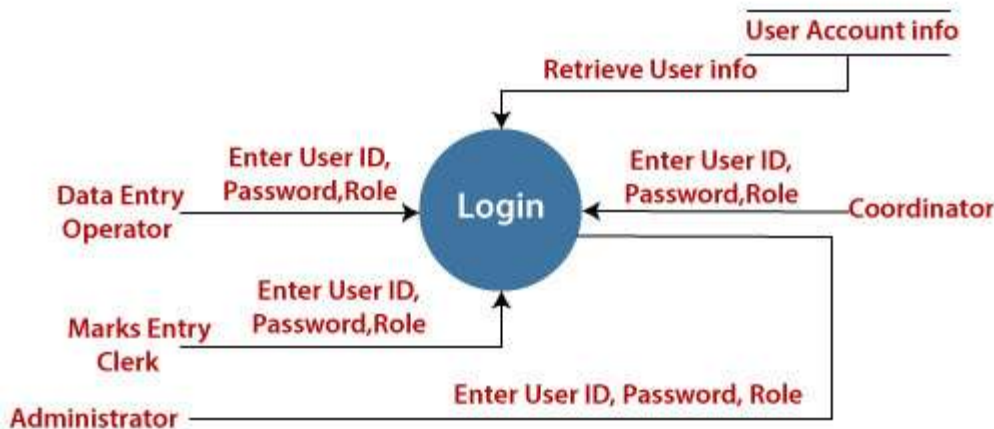 User Account info
Retrieve User info
Enter User ID,
Password,Role
Data Entry
Operator
Login
Enter User ID,
Password,Role
Coordinator
Enter User ID,
Password,Role
Marks Entry
Clerk
Enter User ID, Password, Role
Administrator